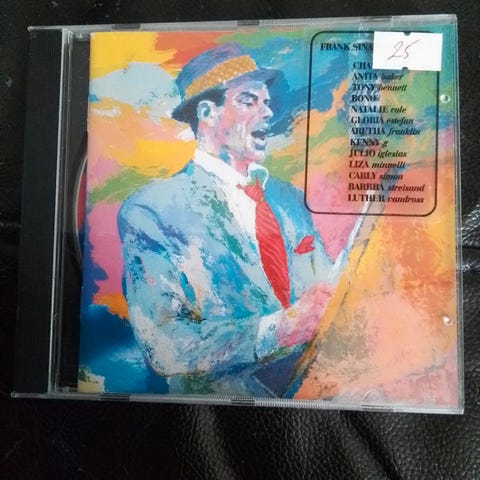 FRANK SINA
25
CHA
ANITA baker
TONY bennett
BONO
NATALIE cole
GLORIA estefan
ARETHA franklin
KENNY g
JULIO iglesias
LIZA minnelli
CARLY simon
BARBRA streisand
LUTHER vandross